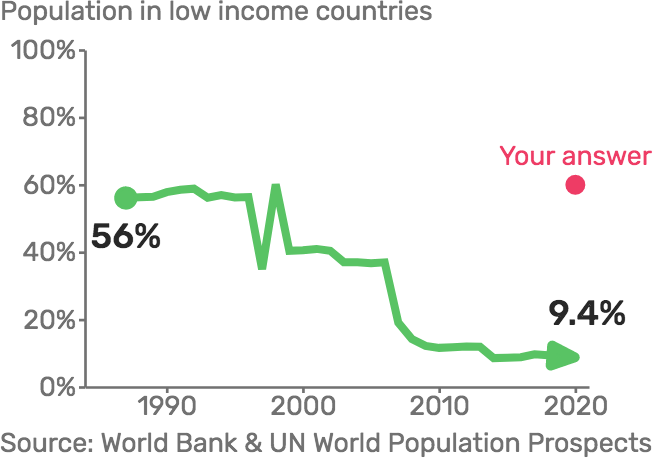 Population in low income countries
100%
80%
Your answer
60%
56%
40%
9.4%
20%
0%
1990 2000 2010 2020
Source: World Bank & UN World Population Prospects